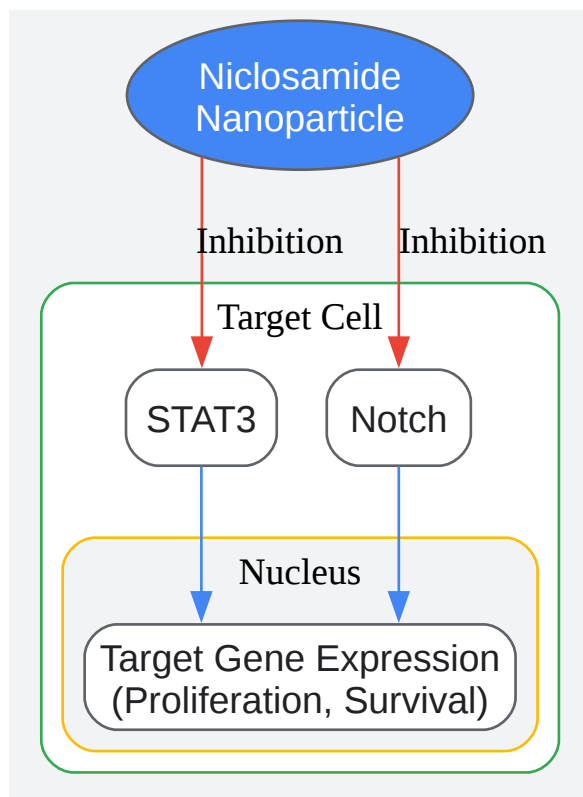 Niclosamide
Nanoparticle
Inhibition
Inhibition
Target Cell
STAT3
Notch
Nucleus
Target Gene Expression
(Proliferation, Survival)